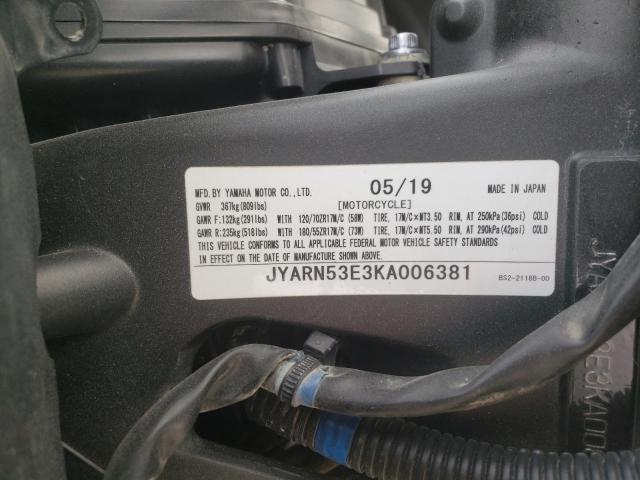 MFD.BY YAMAHA MOTOR CO.,LTD. 05/19 MADE IN JAPAN
GVWR 367kg(809lbs) [MOTORCYCLE]
GAWR F:132kg(291lbs) WITH 120/70ZR17M/C (58W) TIRE, 17M/C×MT3.50 RIM, AT 250kPa(36psi) COLD
GAWR R:235kg(518lbs) WITH 180/55ZR17M/C (73W) TIRE, 17M/C×MT5.50 RIM, AT 290kPa(42psi) COLD
THIS VEHICLE CONFORMS TO ALL APPLICABLE FEDERAL MOTOR VEHICLE SAFETY STANDARDS
IN EFFECT ON THE DATE OF MANUFACTURE SHOWN ABOVE.
JYARN53E3KA006381 BS2-2118B-00